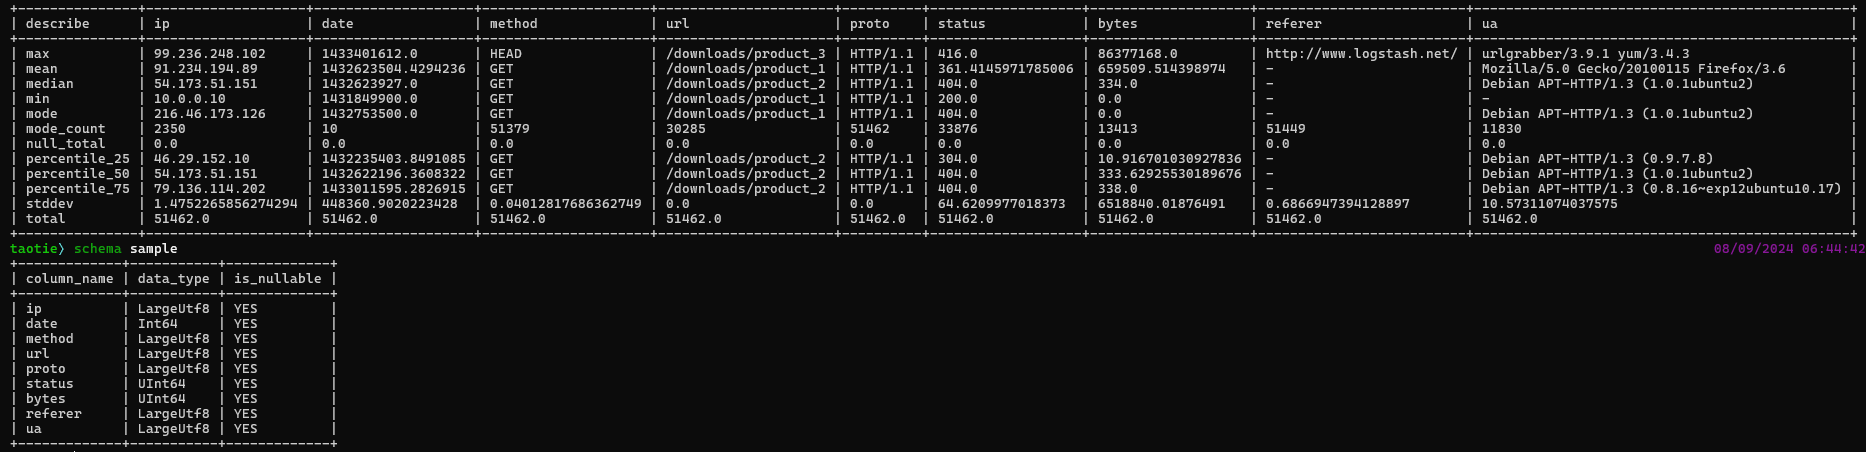 +--------------+--------------------+--------------------+---------------------+----------------------+----------+--------------------+--------------------+--------------------------+----------------------------------------------+
| describe     | ip                 | date               | method              | url                  | proto    | status             | bytes              | referer                  | ua                                           |
+--------------+--------------------+--------------------+---------------------+----------------------+----------+--------------------+--------------------+--------------------------+----------------------------------------------+
| max          | 99.236.248.102     | 1433401612.0       | HEAD                | /downloads/product_3 | HTTP/1.1 | 416.0              | 86377168.0         | http://www.logstash.net/ | urlgrabber/3.9.1 yum/3.4.3                   |
| mean         | 91.234.194.89      | 1432623504.4294236 | GET                 | /downloads/product_1 | HTTP/1.1 | 361.4145971785006  | 659509.514398974   | -                        | Mozilla/5.0 Gecko/20100115 Firefox/3.6       |
| median       | 54.173.51.151      | 1432623927.0       | GET                 | /downloads/product_2 | HTTP/1.1 | 404.0              | 334.0              | -                        | Debian APT-HTTP/1.3 (1.0.1ubuntu2)           |
| min          | 10.0.0.10          | 1431849900.0       | GET                 | /downloads/product_1 | HTTP/1.1 | 200.0              | 0.0                | -                        | -                                            |
| mode         | 216.46.173.126     | 1432753500.0       | GET                 | /downloads/product_1 | HTTP/1.1 | 404.0              | 0.0                | -                        | Debian APT-HTTP/1.3 (1.0.1ubuntu2)           |
| mode_count   | 2350               | 10                 | 51379               | 30285                | 51462    | 33876              | 13413              | 51449                    | 11830                                        |
| null_total   | 0.0                | 0.0                | 0.0                 | 0.0                  | 0.0      | 0.0                | 0.0                | 0.0                      | 0.0                                          |
| percentile_25 | 46.29.152.10      | 1432235403.8491085 | GET                 | /downloads/product_2 | HTTP/1.1 | 304.0              | 10.916701030927836 | -                        | Debian APT-HTTP/1.3 (0.9.7.8)                |
| percentile_50 | 54.173.51.151     | 1432622196.3608322 | GET                 | /downloads/product_2 | HTTP/1.1 | 404.0              | 333.62925530189676 | -                        | Debian APT-HTTP/1.3 (1.0.1ubuntu2)           |
| percentile_75 | 79.136.114.202    | 1433011595.2826915 | GET                 | /downloads/product_2 | HTTP/1.1 | 404.0              | 338.0              | -                        | Debian APT-HTTP/1.3 (0.8.16~exp12ubuntu10.17) |
| stddev       | 1.4752265856274294 | 448360.9020223428  | 0.04012817686362749 | 0.0                  | 0.0      | 64.6209977018373   | 6518840.01876491   | 0.6866947394128897       | 10.57311074037575                            |
| total        | 51462.0            | 51462.0            | 51462.0             | 51462.0              | 51462.0  | 51462.0            | 51462.0            | 51462.0                  | 51462.0                                      |
+--------------+--------------------+--------------------+---------------------+----------------------+----------+--------------------+--------------------+--------------------------+----------------------------------------------+
taotie〉 schema sample 08/09/2024 06:44:42
+-------------+-----------+-------------+
| column_name | data_type | is_nullable |
+-------------+-----------+-------------+
| ip          | LargeUtf8 | YES         |
| date        | Int64     | YES         |
| method      | LargeUtf8 | YES         |
| url         | LargeUtf8 | YES         |
| proto       | LargeUtf8 | YES         |
| status      | UInt64    | YES         |
| bytes       | UInt64    | YES         |
| referer     | LargeUtf8 | YES         |
| ua          | LargeUtf8 | YES         |
+-------------+-----------+-------------+